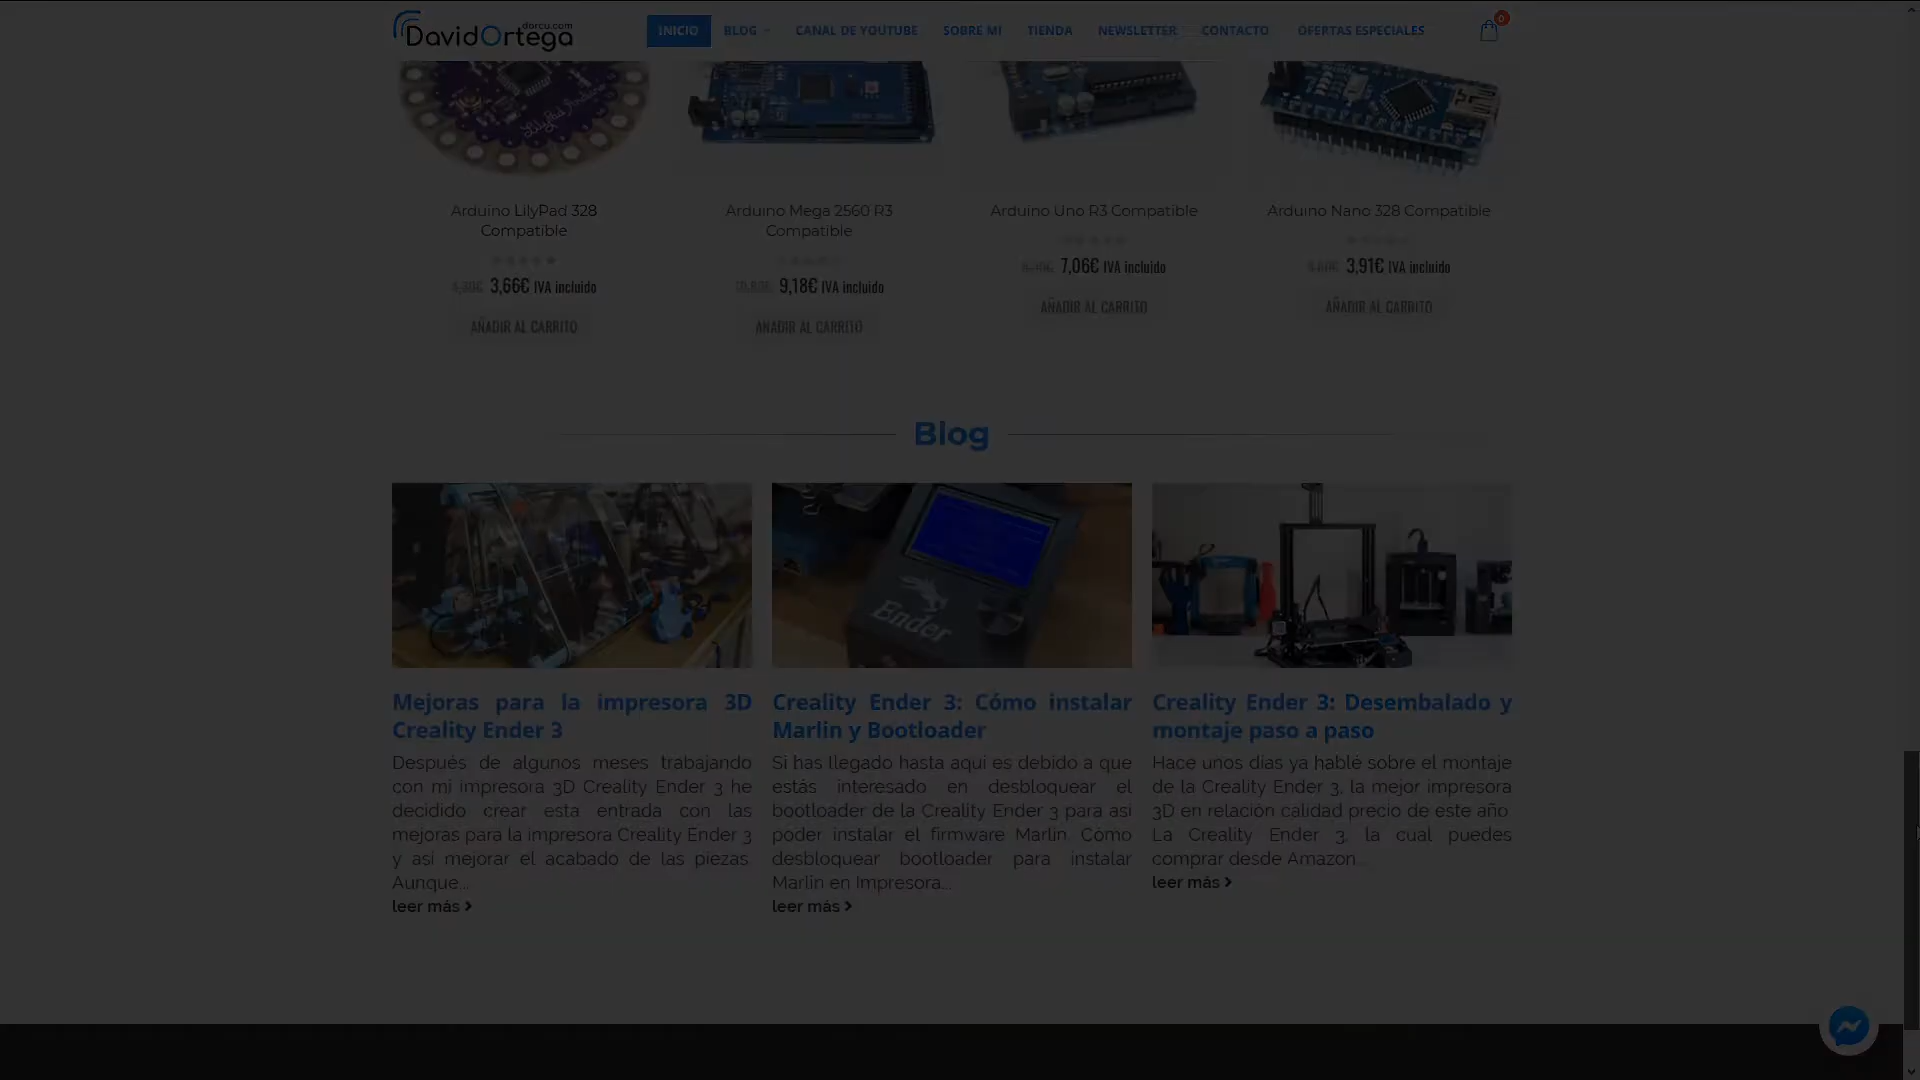 dorcu.com
DavidOrtega
INICIO BLOG CANAL DE YOUTUBE SOBRE MI TIENDA NEWSLETTER CONTACTO OFERTAS ESPECIALES 0
Arduino LilyPad 328
Compatible
3,66€ IVA incluido
AÑADIR AL CARRITO
Arduino Mega 2560 R3
Compatible
9,18€ IVA incluido
AÑADIR AL CARRITO
Arduino Uno R3 Compatible
7,06€ IVA incluido
AÑADIR AL CARRITO
Arduino Nano 328 Compatible
3,91€ IVA incluido
AÑADIR AL CARRITO
Blog
Ender
Mejoras para la impresora 3D
Creality Ender 3
Después de algunos meses trabajando
con mi impresora 3D Creality Ender 3 he
decidido crear esta entrada con las
mejoras para la impresora Creality Ender 3
y así mejorar el acabado de las piezas.
Aunque...
leer más
Creality Ender 3: Cómo instalar
Marlin y Bootloader
Si has llegado hasta aquí es debido a que
estás interesado en desbloquear el
bootloader de la Creality Ender 3 para así
poder instalar el firmware Marlin. Cómo
desbloquear bootloader para instalar
Marlin en Impresora...
leer más
Creality Ender 3: Desembalado y
montaje paso a paso
Hace unos días ya hablé sobre el montaje
de la Creality Ender 3, la mejor impresora
3D en relación calidad precio de este año.
La Creality Ender 3, la cual puedes
comprar desde Amazon...
leer más